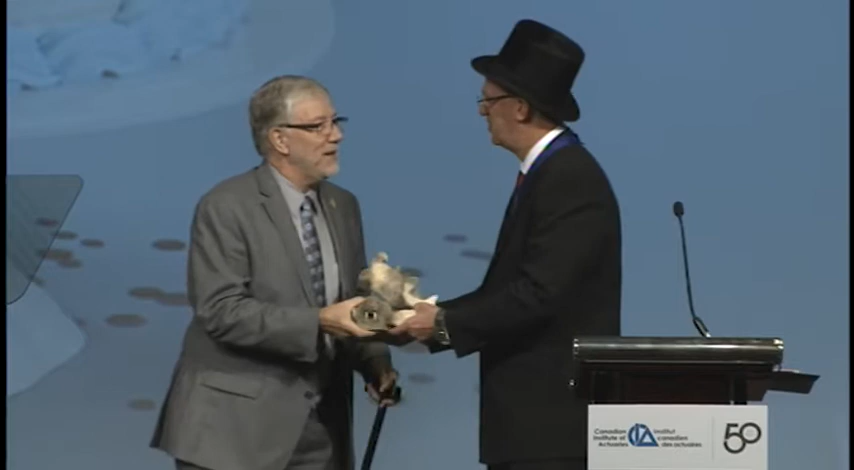 Canadian
Institute of
Actuaries
Institut
canadien
des actuaires
50